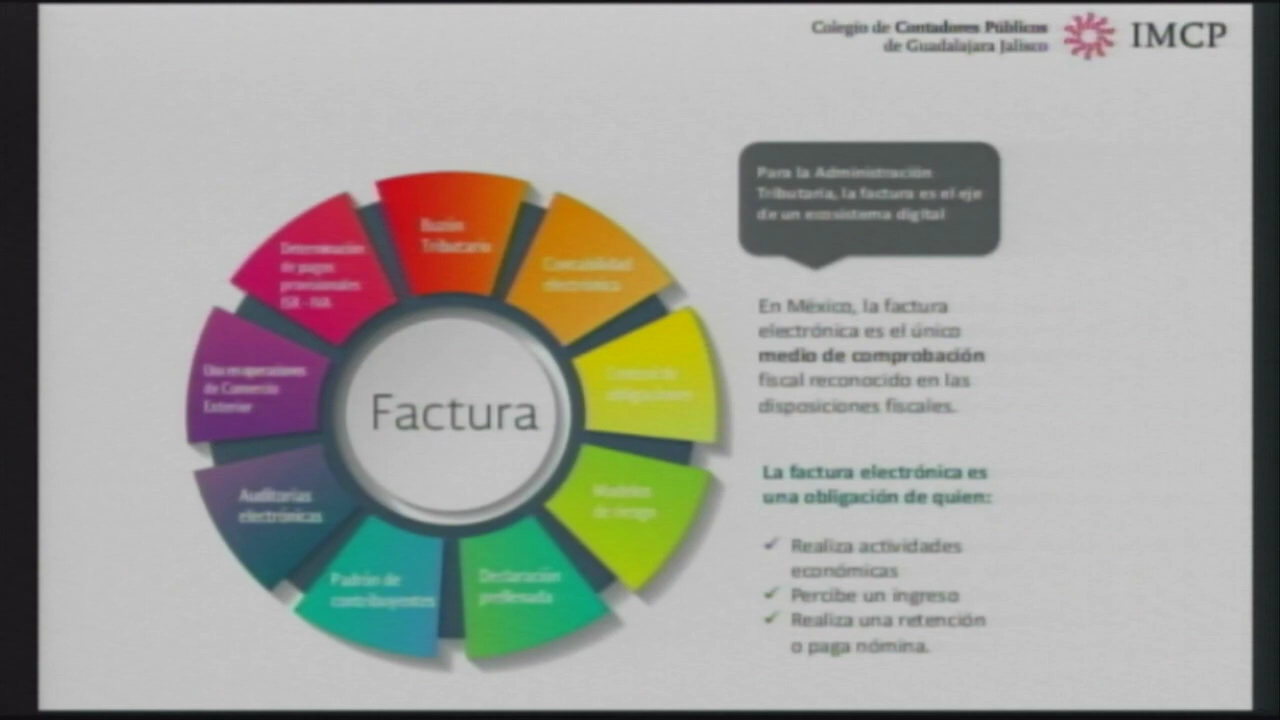 Colegio de Contadores Públicos
de Guadalajara Jalisco
IMCP
Para la Administración
Tributaria, la factura es el eje
de un ecosistema digital
En México, la factura
electrónica es el único
medio de comprobación
fiscal reconocido en las
disposiciones fiscales.
La factura electrónica es
una obligación de quien:
✓ Realiza actividades
económicas
✓ Percibe un ingreso
✓ Realiza una retención
o paga nómina.
Factura
Buzón
Tributario
Contabilidad
electrónica
Control de
obligaciones
Modelos
de riesgo
Declaración
prellenada
Padrón de
contribuyentes
Auditorías
electrónicas
de Comercio
Exterior
Determinación
de pagos
provisionales
ISR - IVA